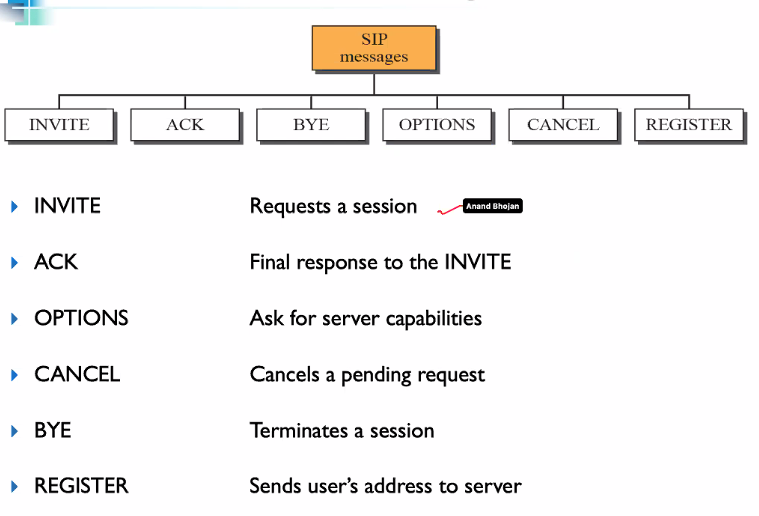 SIP
messages
INVITE ACK BYE OPTIONS CANCEL REGISTER
INVITE Requests a session Anand Bhojan
ACK Final response to the INVITE
OPTIONS Ask for server capabilities
CANCEL Cancels a pending request
BYE Terminates a session
REGISTER Sends user’s address to server